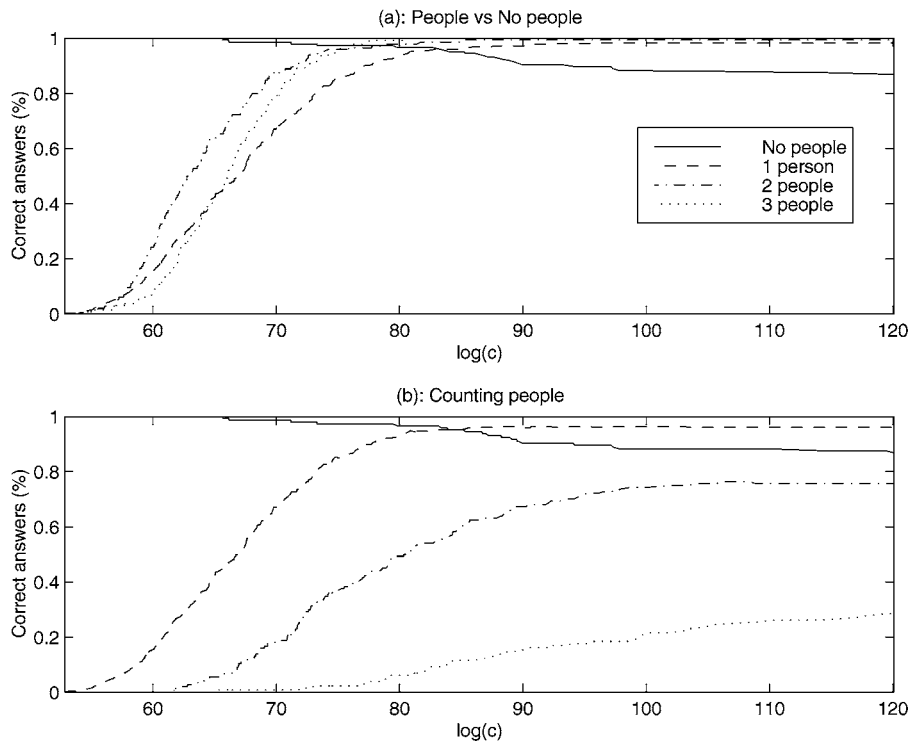 (a): People vs No people
1
0.8
0.6
0.4
0.2
0
Correct answers (%)
No people
1 person
2 people
3 people
60 70 80 90 100 110 120
log(c)
(b): Counting people
1
0.8
0.6
0.4
0.2
0
Correct answers (%)
60 70 80 90 100 110 120
log(c)